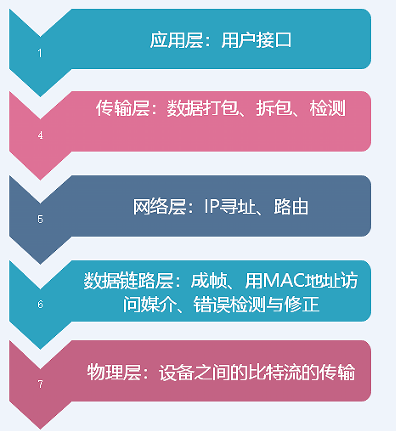 1
应用层：用户接口
4
传输层：数据打包、拆包、检测
5
网络层：IP寻址、路由
6
数据链路层：成帧、用MAC地址访
问媒介、错误检测与修正
7
物理层：设备之间的比特流的传输